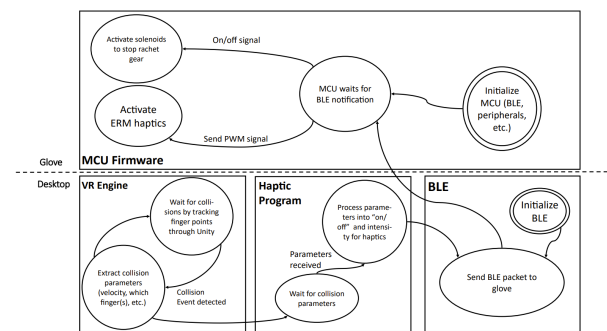 Activate solenoids
to stop rachet
gear
On/off signal
MCU waits for
BLE notification
Initialize
MCU (BLE,
peripherals,
etc.)
Activate
ERM haptics
Send PWM signal
Glove
MCU Firmware
Desktop
VR Engine
Wait for colli-
sions by tracking
finger points
through Unity
Extract collision
parameters
(velocity, which
finger(s), etc.)
Collision
Event detected
Haptic
Program
Process parame-
ters into "on/
off" and intensity
for haptics
Parameters
received
Wait for collision
parameters
BLE
Initialize
BLE
Send BLE packet to
glove